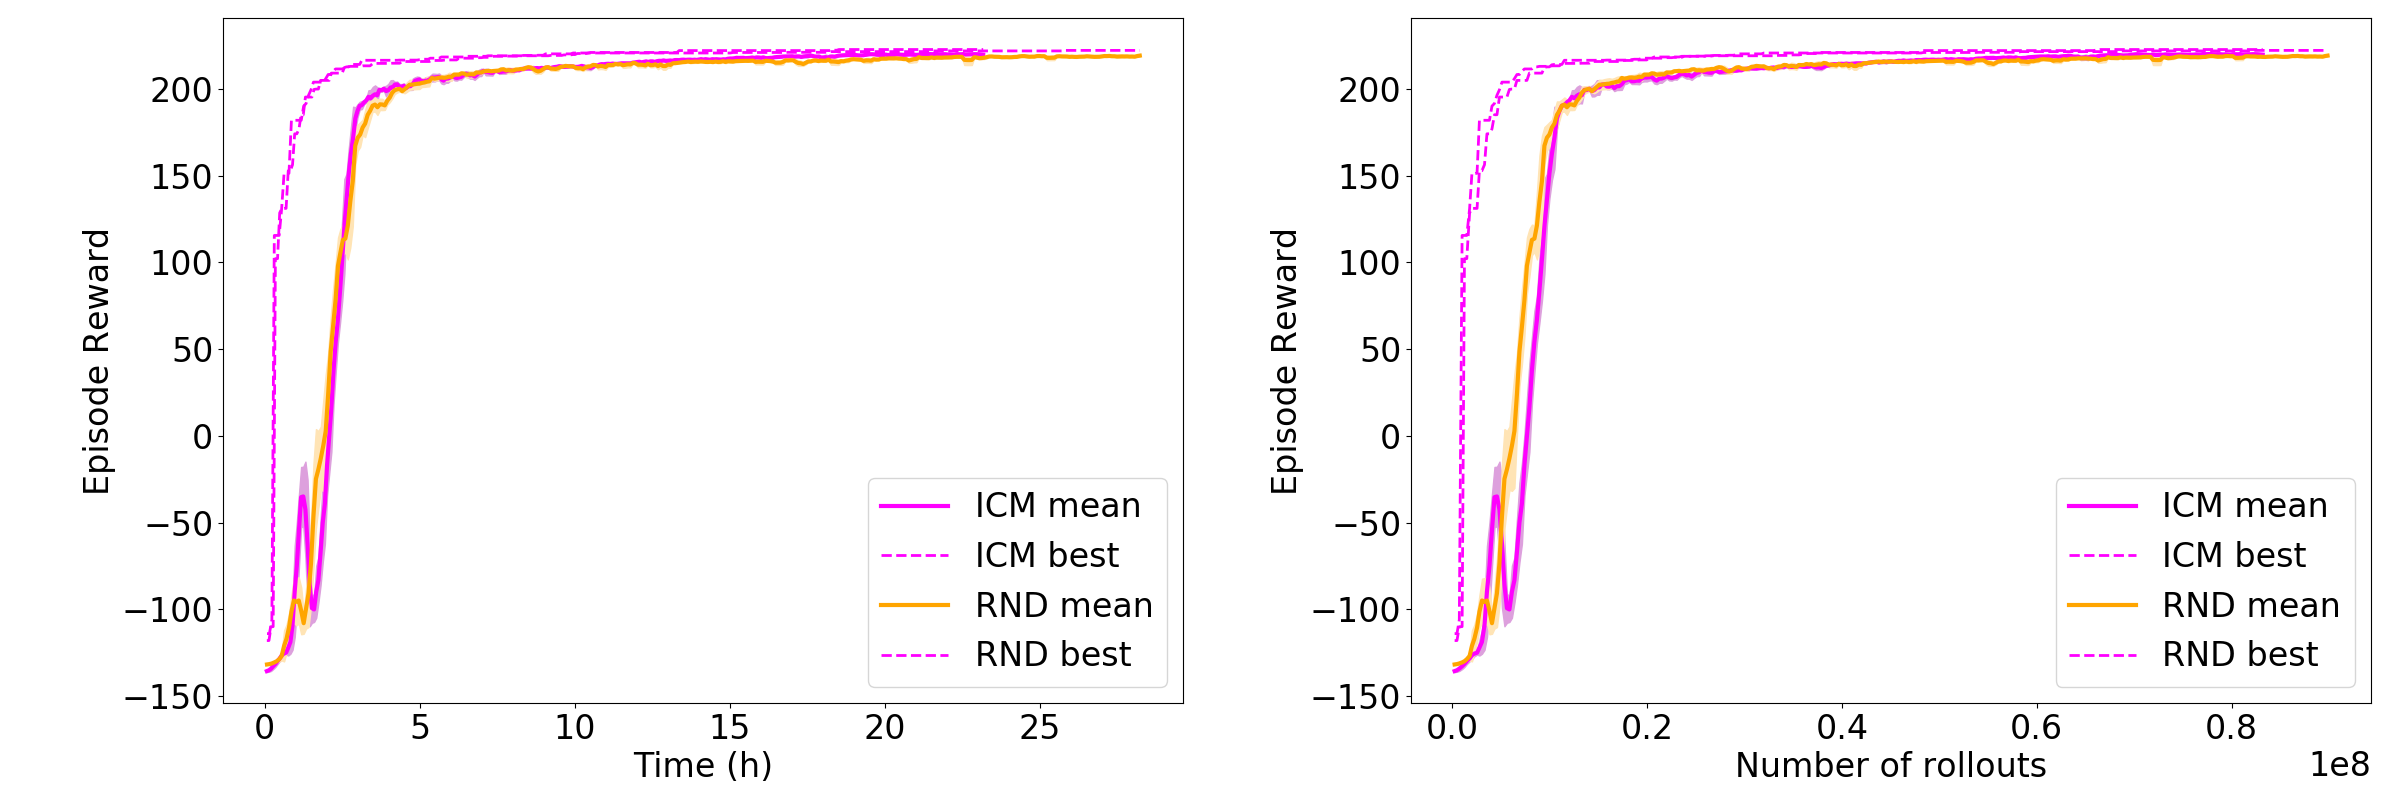 Episode Reward
200
150
100
50
0
−50
−100
−150
0 5 10 15 20 25
Time (h)
ICM mean
ICM best
RND mean
RND best
Episode Reward
200
150
100
50
0
−50
−100
−150
0.0 0.2 0.4 0.6 0.8
Number of rollouts
1e8
ICM mean
ICM best
RND mean
RND best